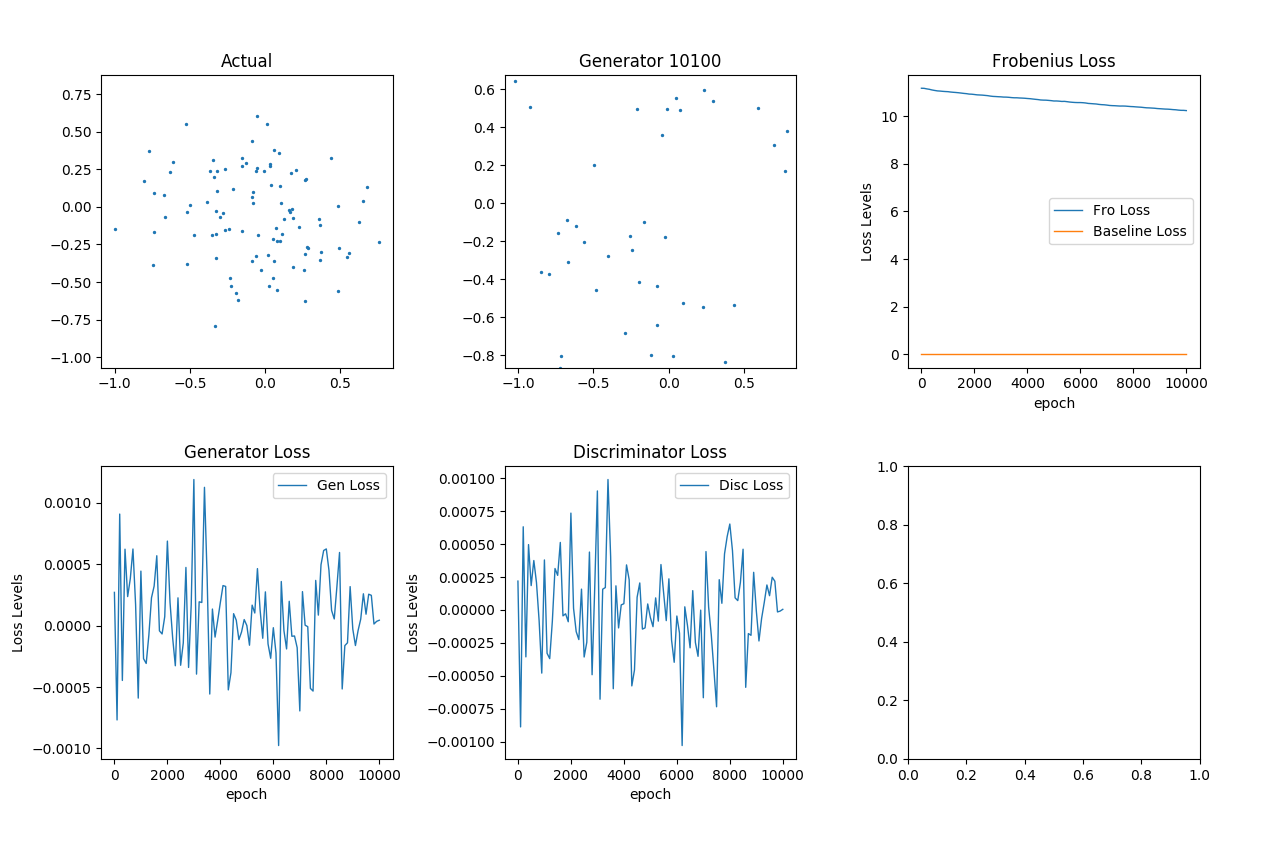 Actual
0.75
0.50
0.25
0.00
−0.25
−0.50
−0.75
−1.00
−1.0 −0.5 0.0 0.5
Generator 10100
0.6
0.4
0.2
0.0
−0.2
−0.4
−0.6
−0.8
−1.0 −0.5 0.0 0.5
Frobenius Loss
Loss Levels
10
8
6
4
2
0
Fro Loss
Baseline Loss
0 2000 4000 6000 8000 10000
epoch
Generator Loss
Loss Levels
0.0010
0.0005
0.0000
−0.0005
−0.0010
Gen Loss
0 2000 4000 6000 8000 10000
epoch
Discriminator Loss
Loss Levels
0.00100
0.00075
0.00050
0.00025
0.00000
−0.00025
−0.00050
−0.00075
−0.00100
Disc Loss
0 2000 4000 6000 8000 10000
epoch
1.0
0.8
0.6
0.4
0.2
0.0
0.0 0.2 0.4 0.6 0.8 1.0